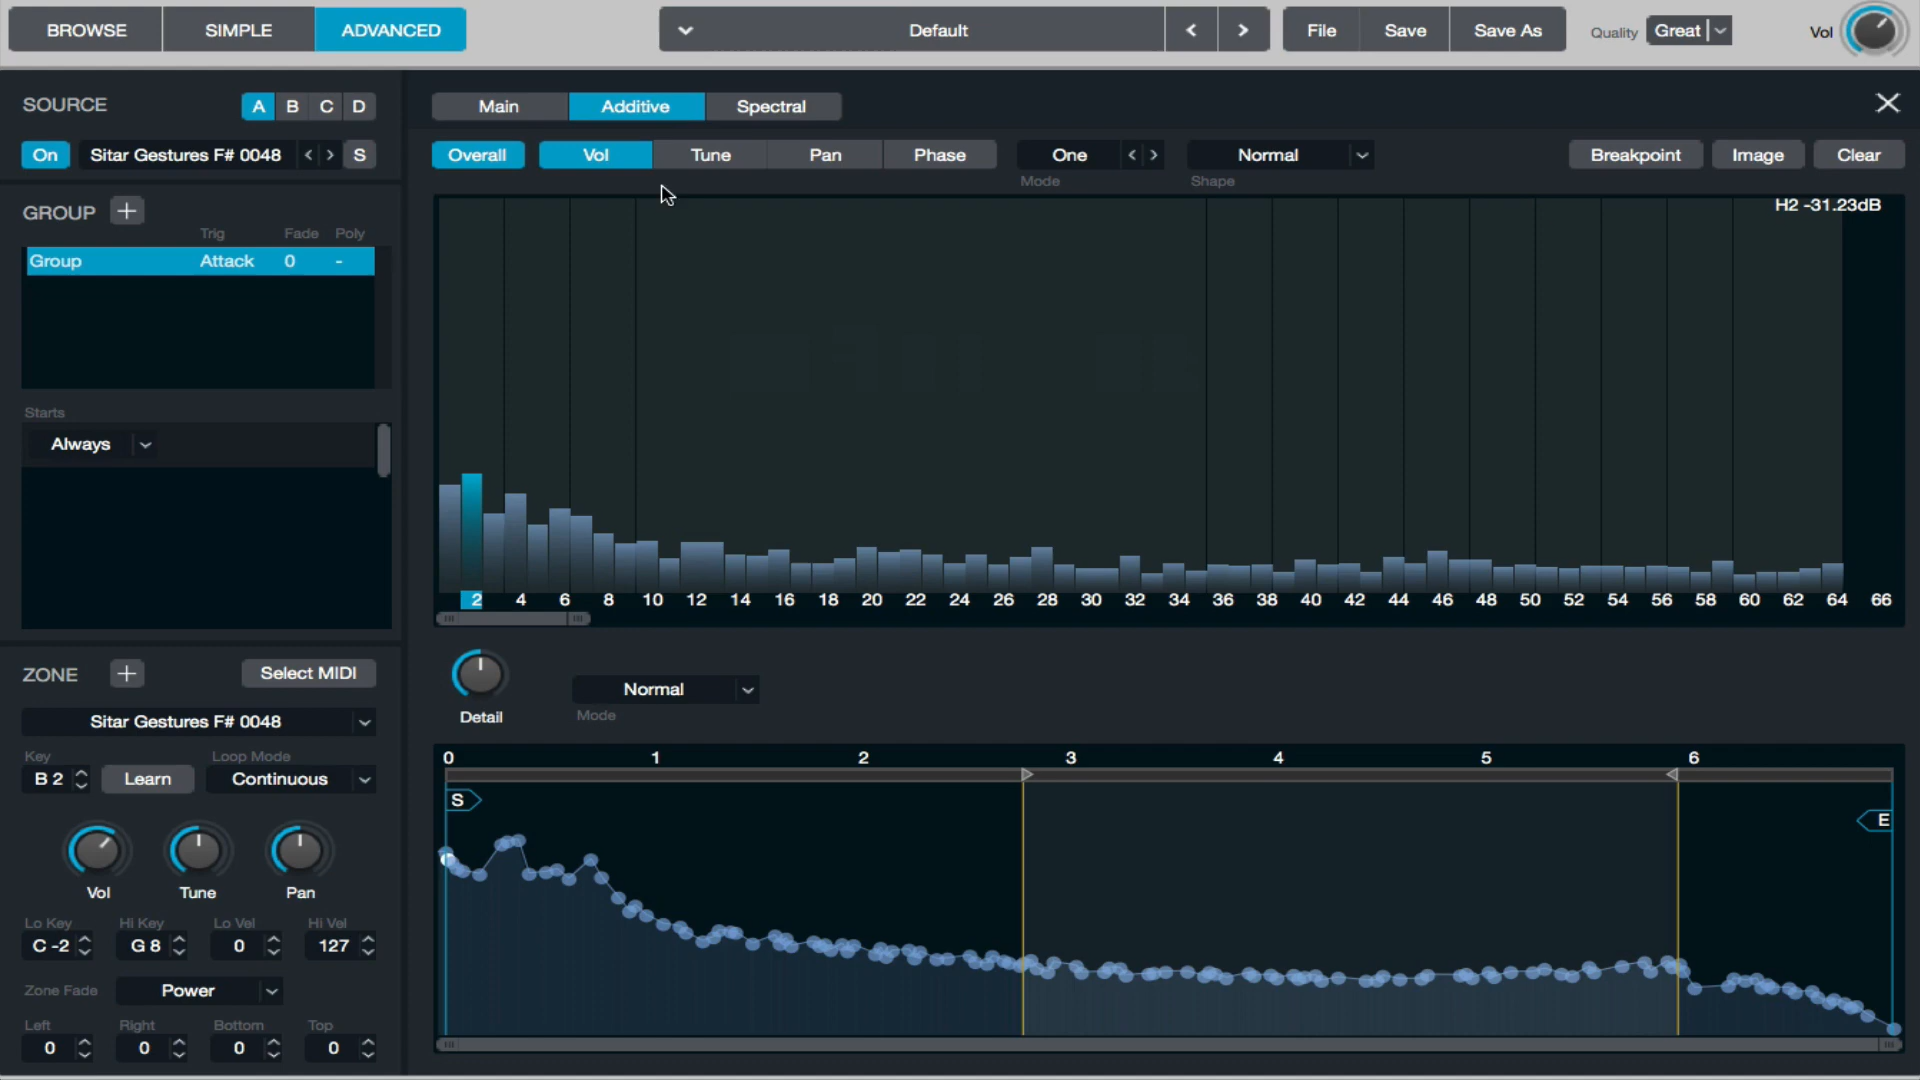 BROWSE SIMPLE ADVANCED Default File Save Save As Quality Great Vol
SOURCE A B C D Main Additive Spectral
On Sitar Gestures F# 0048 S Overall Vol Tune Pan Phase One Normal Breakpoint Image Clear
Mode Shape
H2 -31.23dB
GROUP
Trig Fade Poly
Group Attack 0 -
Starts
Always
2 4 6 8 10 12 14 16 18 20 22 24 26 28 30 32 34 36 38 40 42 44 46 48 50 52 54 56 58 60 62 64 66
ZONE Select MIDI
Normal
Detail Mode
Sitar Gestures F# 0048
Key Loop Mode
B 2 Learn Continuous
0 1 2 3 4 5 6
S
E
Vol Tune Pan
Lo Key Hi Key Lo Vel Hi Vel
C -2 G 8 0 127
Zone Fade Power
Left Right Bottom Top
0 0 0 0